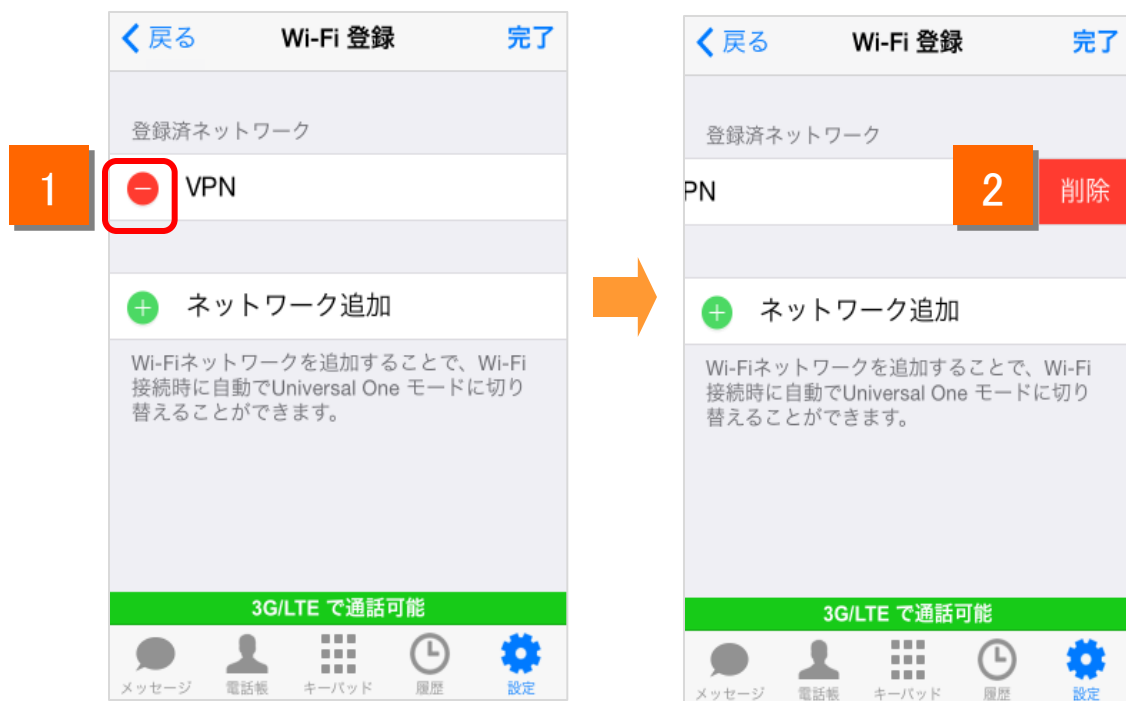 戻る
Wi-Fi 登録
完了
登録済ネットワーク
1
VPN
ネットワーク追加
Wi-Fiネットワークを追加することで、Wi-Fi
接続時に自動でUniversal One モードに切り
替えることができます。
3G/LTE で通話可能
メッセージ
電話帳
キーパッド
履歴
設定
戻る
Wi-Fi 登録
完了
登録済ネットワーク
PN
2
削除
ネットワーク追加
Wi-Fiネットワークを追加することで、Wi-Fi
接続時に自動でUniversal One モードに切り
替えることができます。
3G/LTE で通話可能
メッセージ
電話帳
キーパッド
履歴
設定